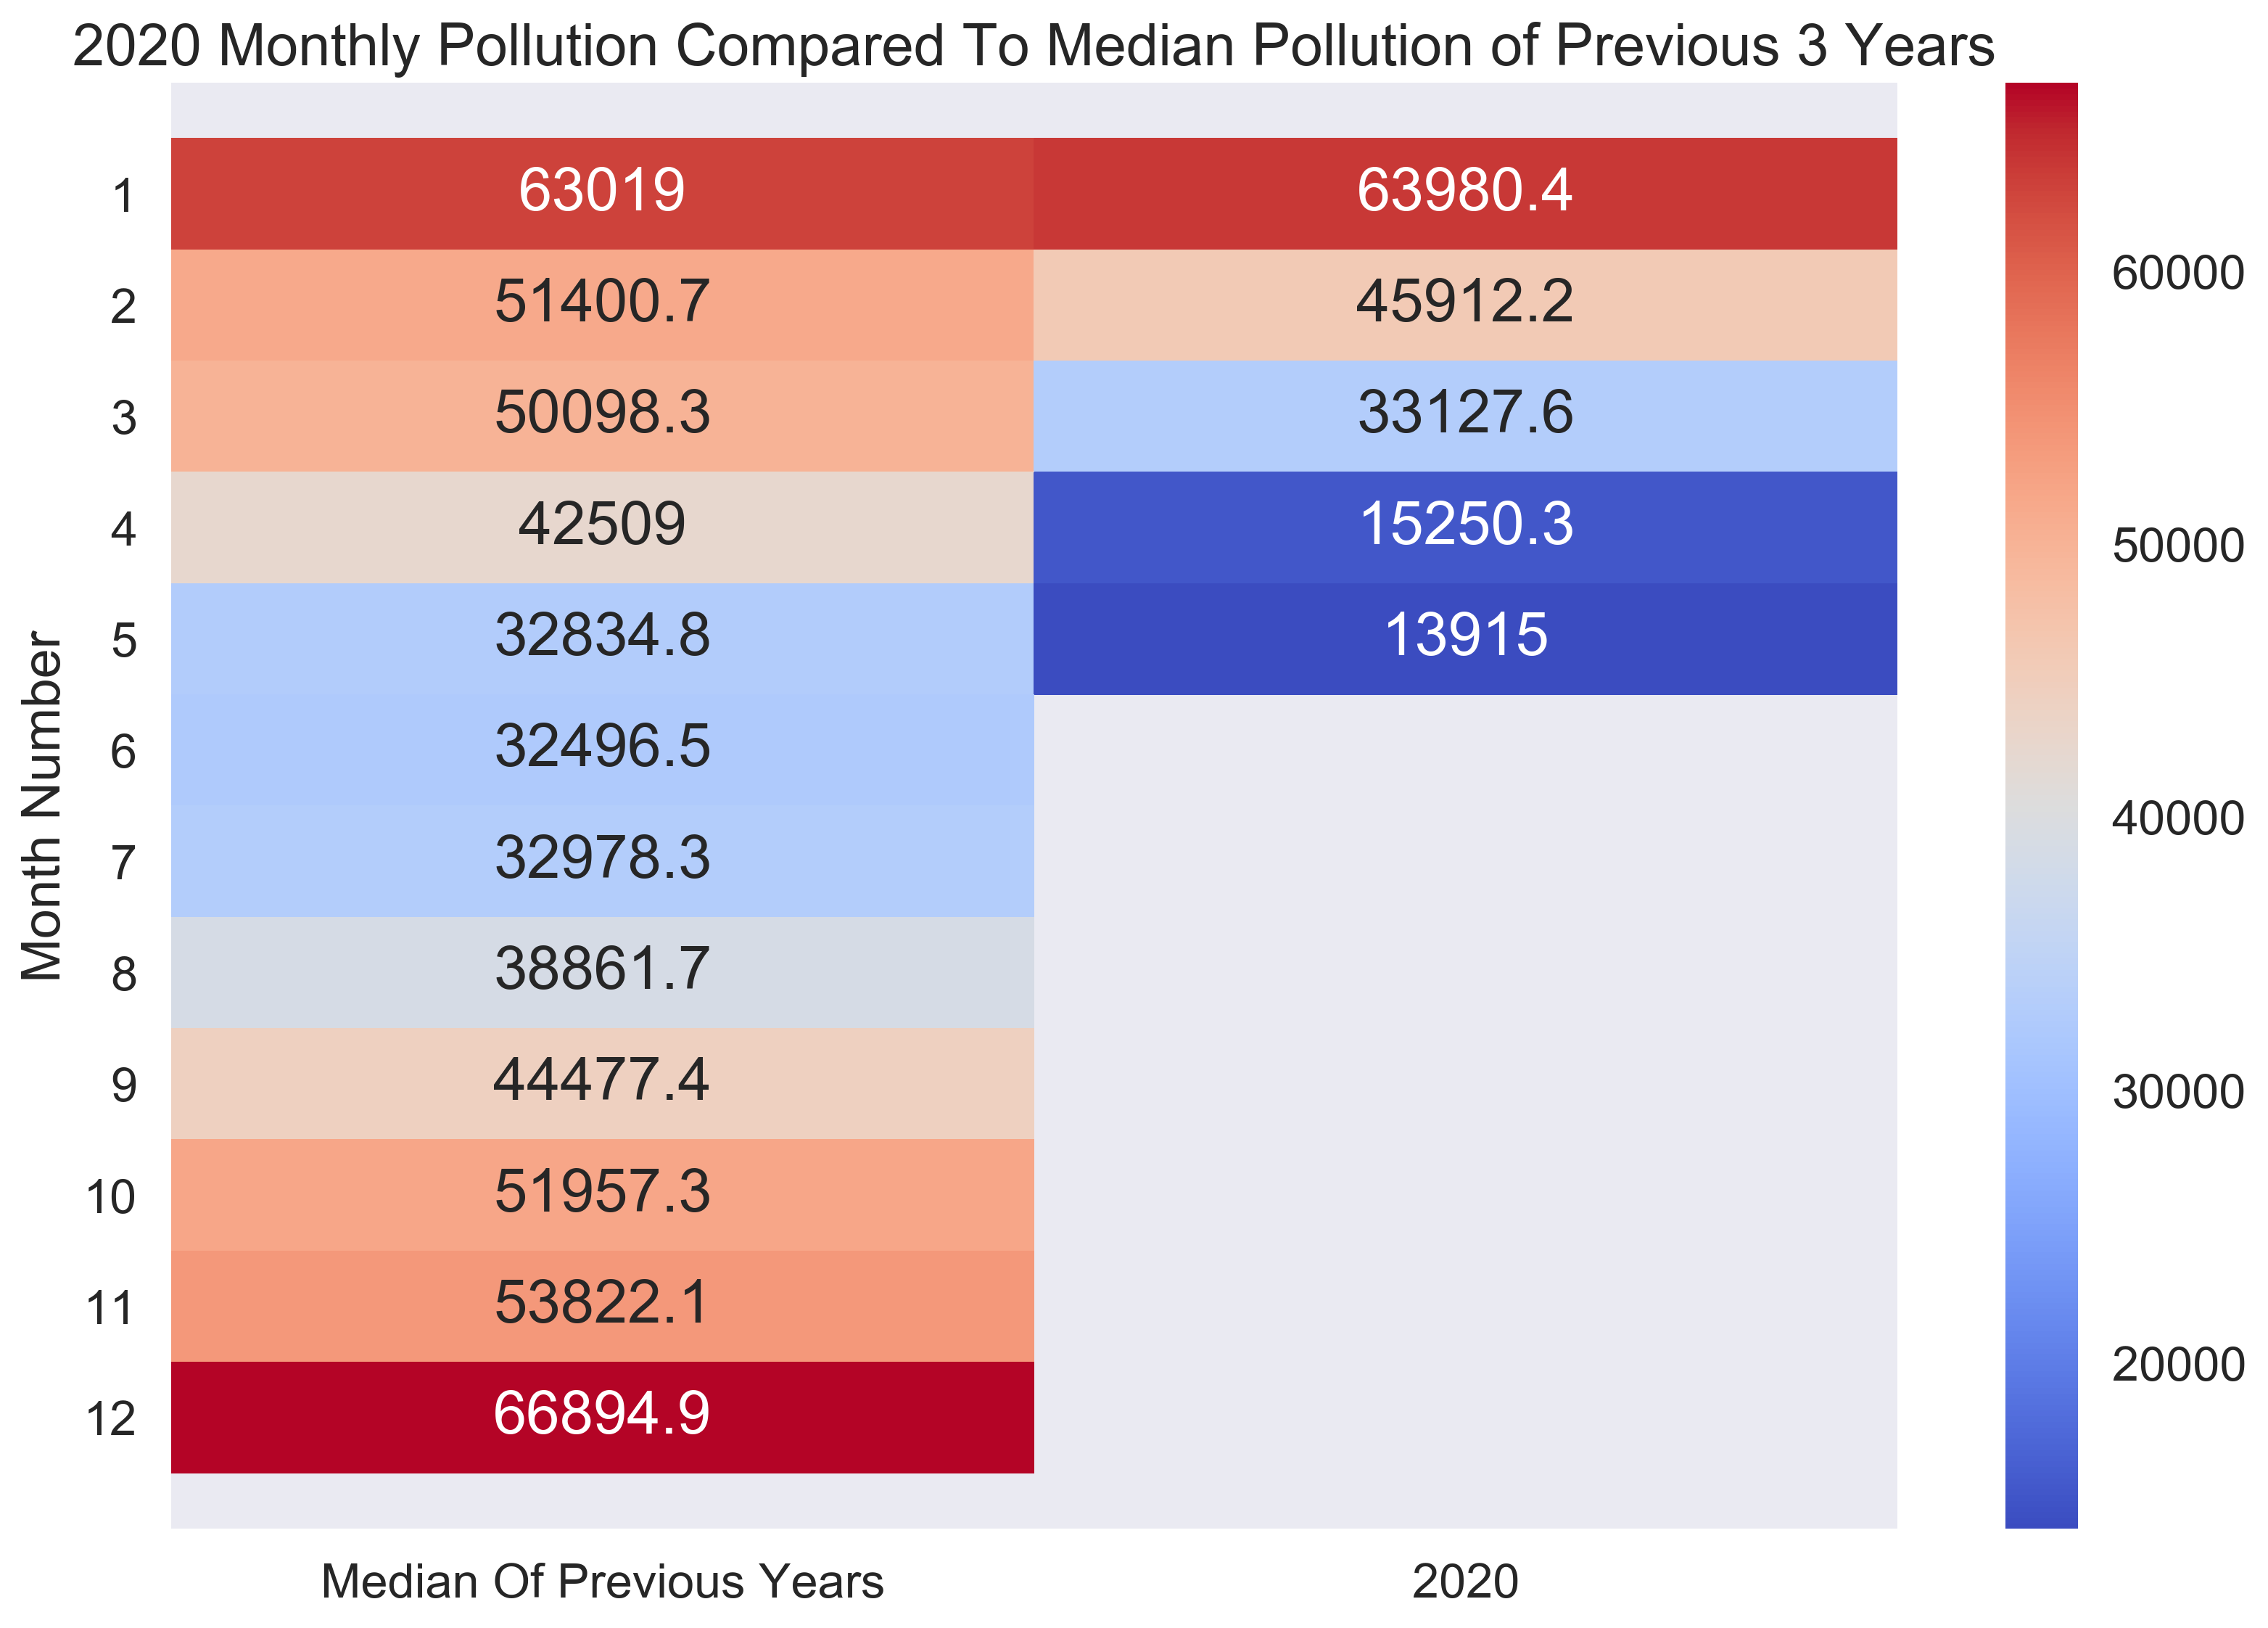 2020 Monthly Pollution Compared To Median Pollution of Previous 3 Years
Month Number
1 63019 63980.4
2 51400.7 45912.2
3 50098.3 33127.6
4 42509 15250.3
5 32834.8 13915
6 32496.5
7 32978.3
8 38861.7
9 44477.4
10 51957.3
11 53822.1
12 66894.9
Median Of Previous Years 2020
60000
50000
40000
30000
20000